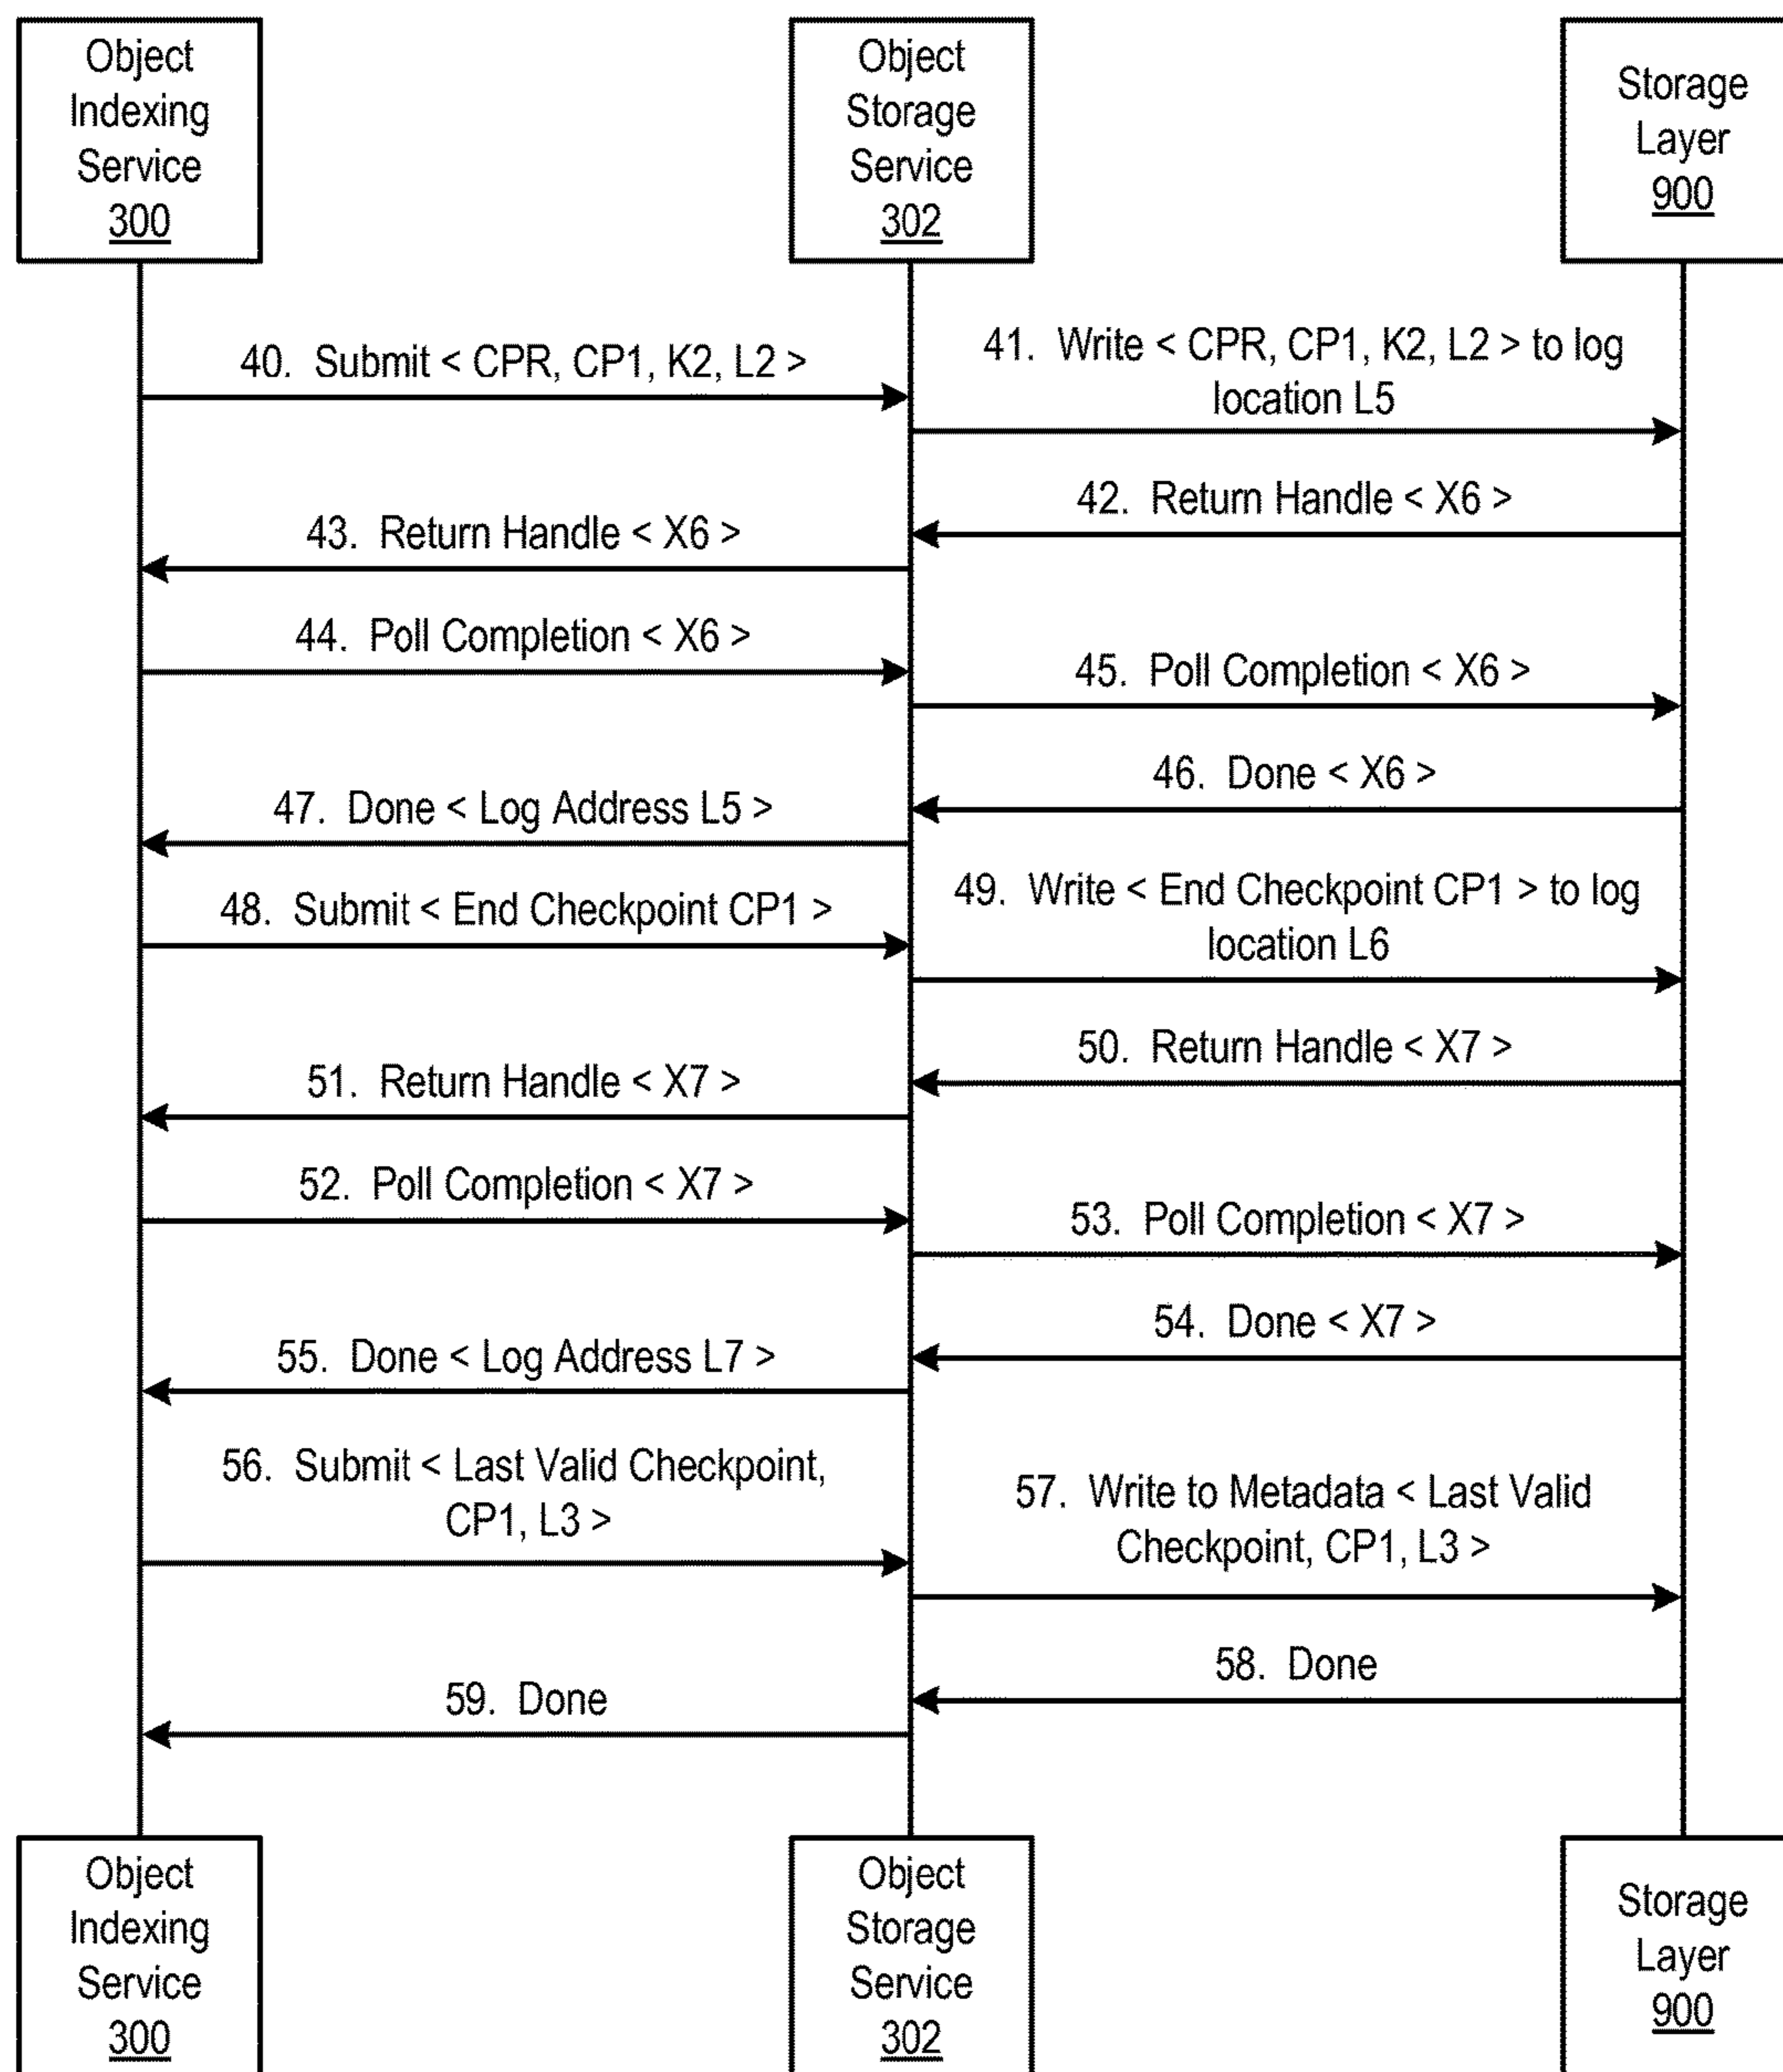 Object
Indexing
Service
300
Object
Storage
Service
302
Storage
Layer
900
40. Submit < CPR, CP1, K2, L2 >
41. Write < CPR, CP1, K2, L2 > to log
location L5
42. Return Handle < X6 >
43. Return Handle < X6 >
44. Poll Completion < X6 >
45. Poll Completion < X6 >
46. Done < X6 >
47. Done < Log Address L5 >
48. Submit < End Checkpoint CP1 >
49. Write < End Checkpoint CP1 > to log
location L6
50. Return Handle < X7 >
51. Return Handle < X7 >
52. Poll Completion < X7 >
53. Poll Completion < X7 >
54. Done < X7 >
55. Done < Log Address L7 >
56. Submit < Last Valid Checkpoint,
CP1, L3 >
57. Write to Metadata < Last Valid
Checkpoint, CP1, L3 >
58. Done
59. Done
Object
Indexing
Service
300
Object
Storage
Service
302
Storage
Layer
900